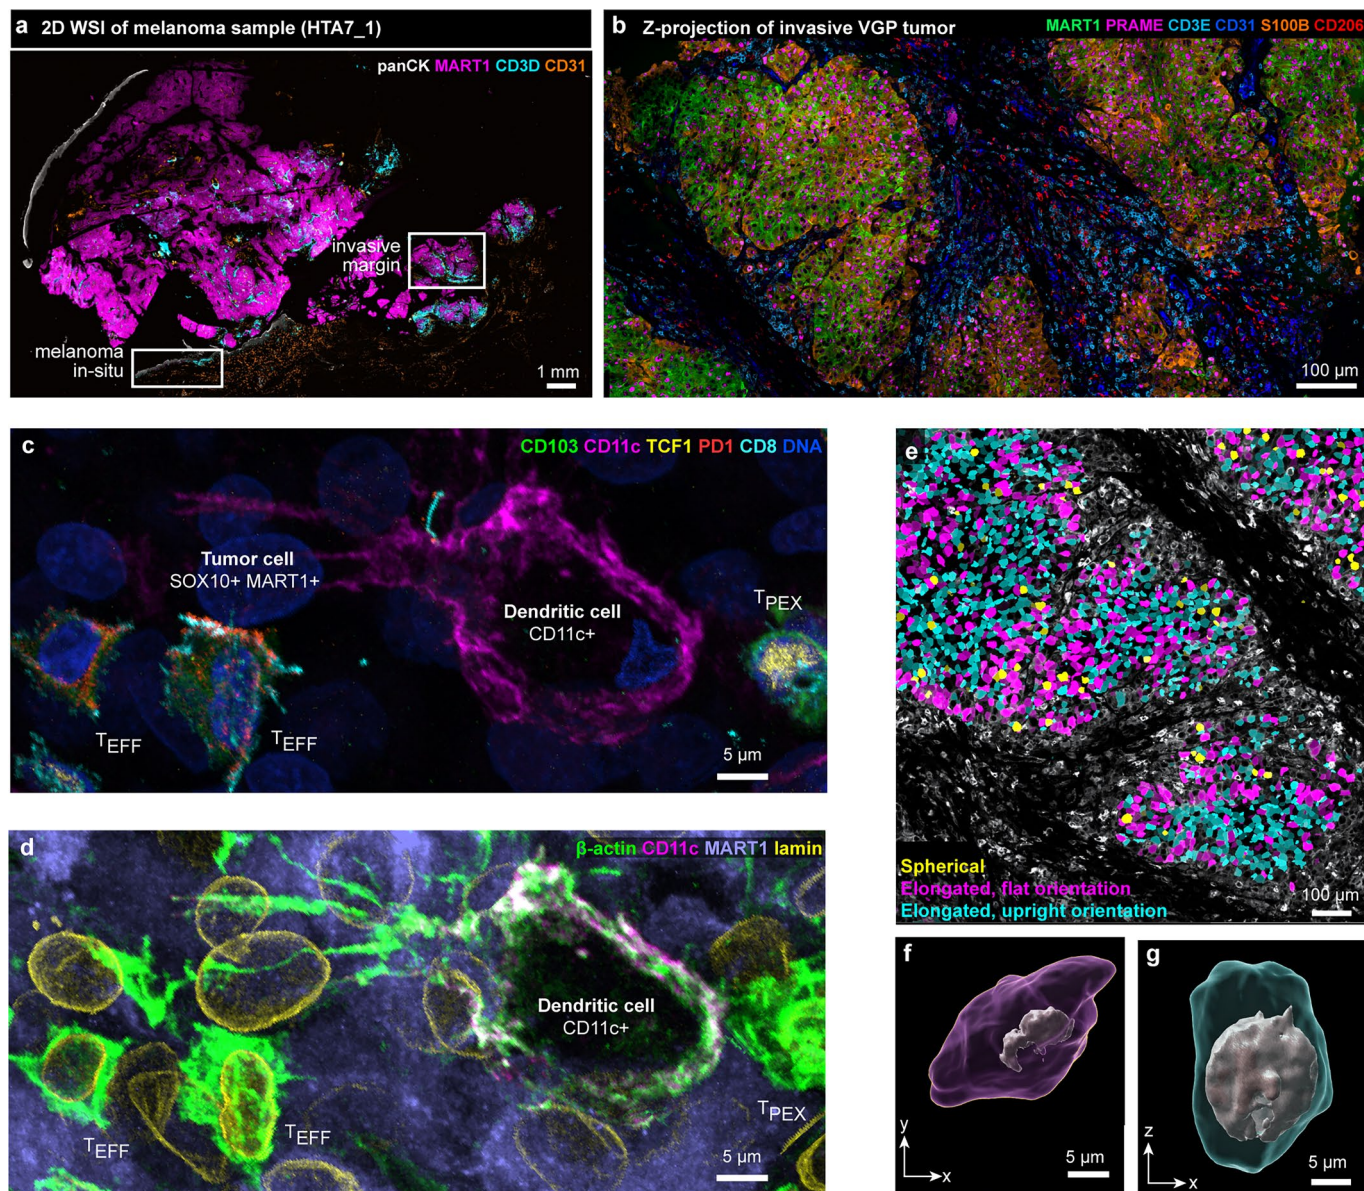 a 2D WSI of melanoma sample (HTA7_1)
panCK MART1 CD3D CD31
invasive
margin
melanoma
in-situ
1 mm
b Z-projection of invasive VGP tumor
MART1 PRAME CD3E CD31 S100B CD206
100 µm
c
CD103 CD11c TCF1 PD1 CD8 DNA
Tumor cell
SOX10+ MART1+
Dendritic cell
CD11c+
TPEX
TEFF
TEFF
5 µm
d
β-actin CD11c MART1 lamin
Dendritic cell
CD11c+
TPEX
TEFF
TEFF
5 µm
e
Spherical
Elongated, flat orientation
Elongated, upright orientation
100 µm
f
y
x
5 µm
g
z
x
5 µm